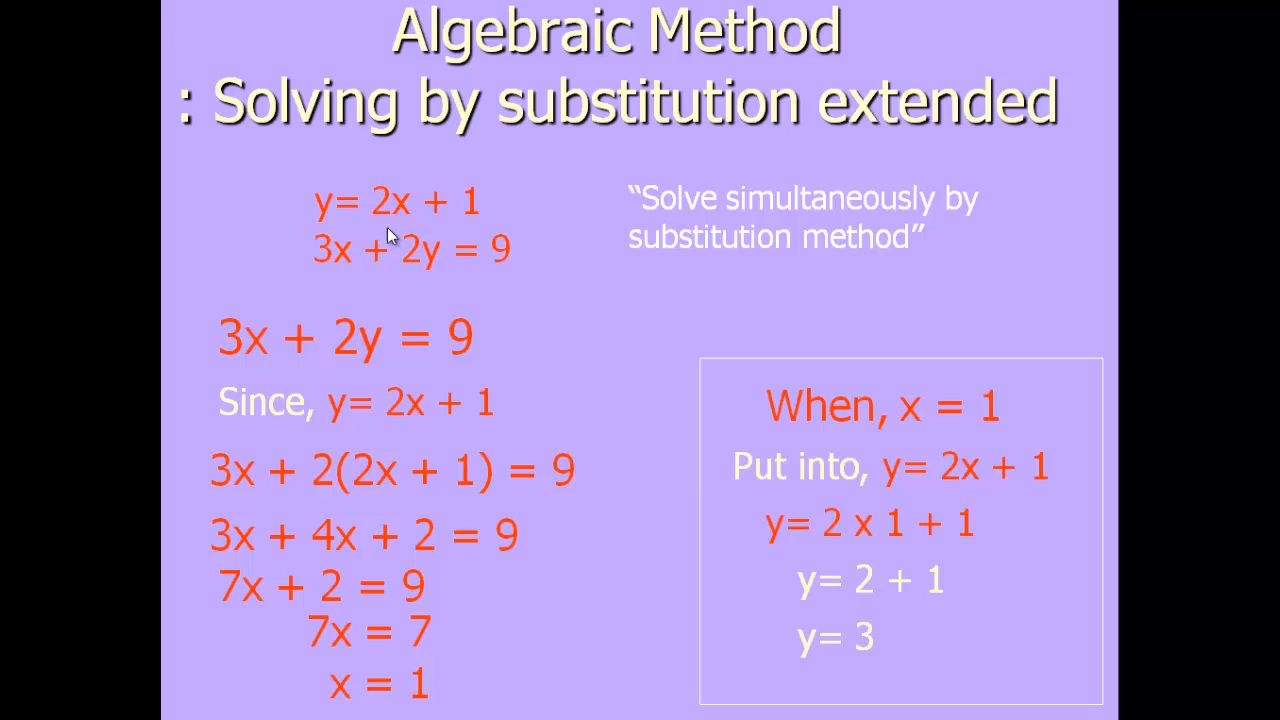 Algebraic Method
: Solving by substitution extended
y= 2x + 1
3x + 2y = 9
“Solve simultaneously by
substitution method”
3x + 2y = 9
Since, y= 2x + 1
3x + 2(2x + 1) = 9
3x + 4x + 2 = 9
7x + 2 = 9
7x = 7
x = 1
When, x = 1
Put into, y= 2x + 1
y= 2 x 1 + 1
y= 2 + 1
y= 3